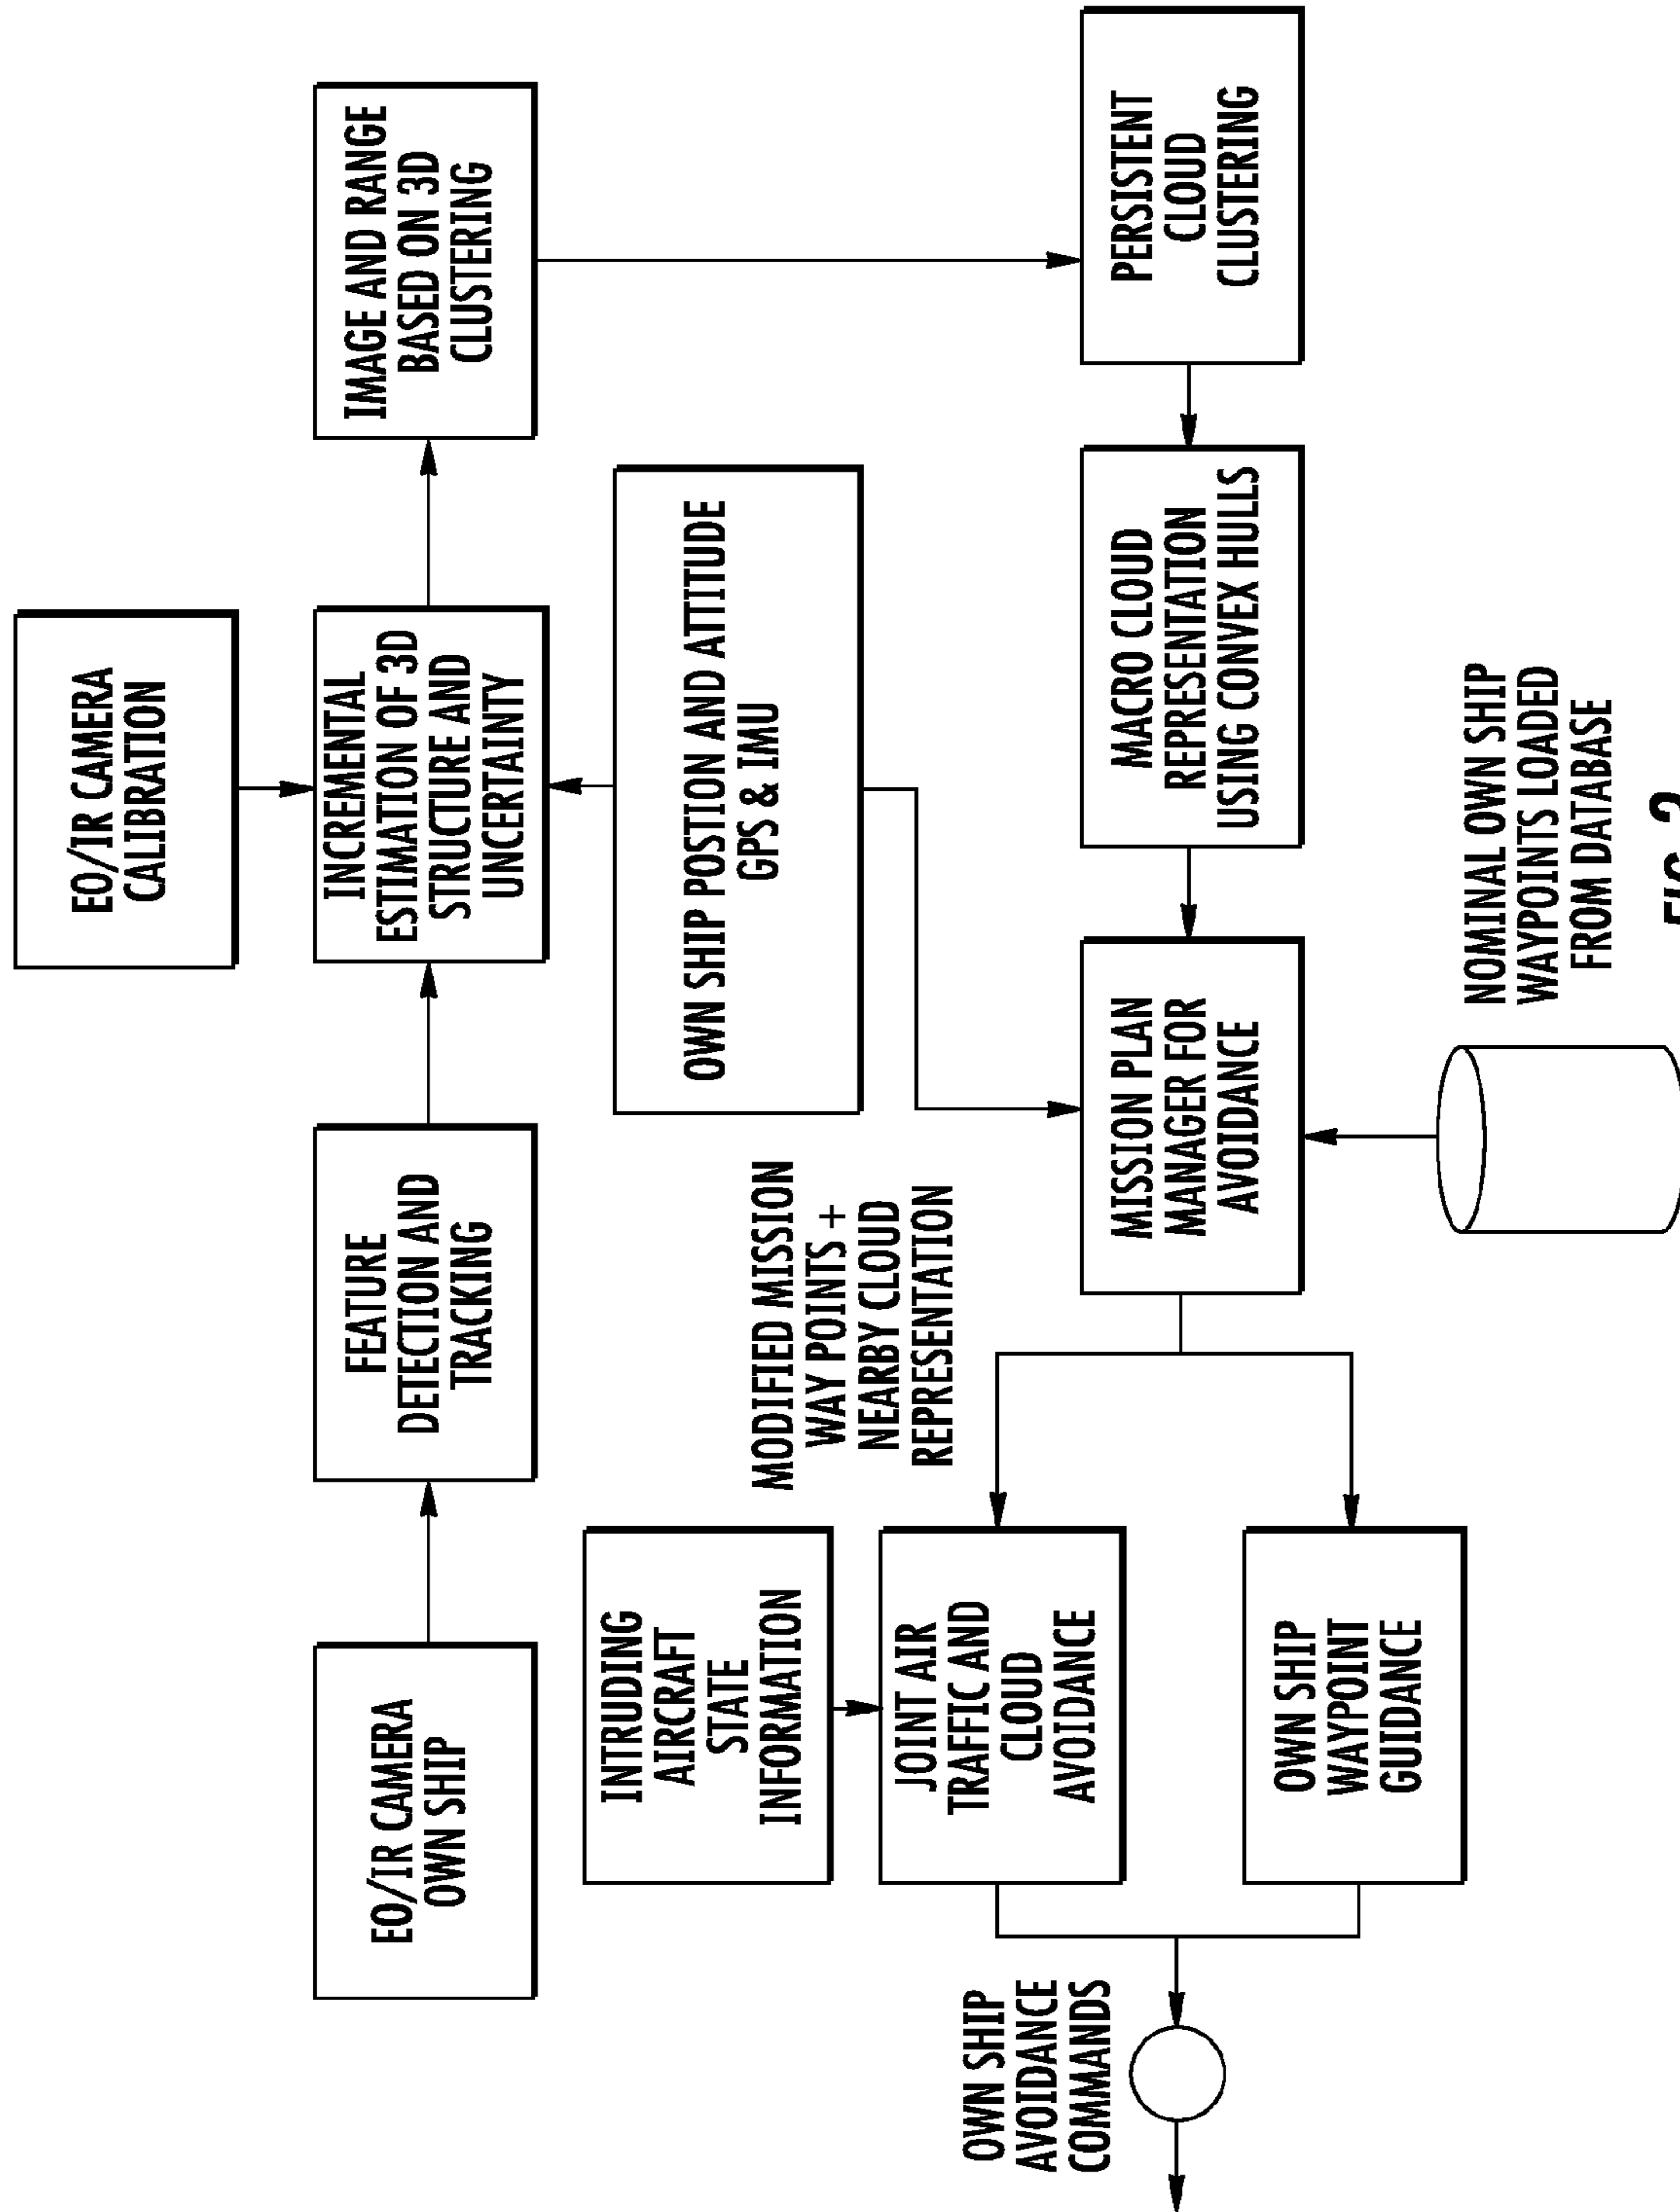 EO/IR CAMERA
CALIBRATION
EO/IR CAMERA
OWN SHIP
FEATURE
DETECTION AND
TRACKING
INCREMENTAL
ESTIMATION OF 3D
STRUCTURE AND
UNCERTAINTY
IMAGE AND RANGE
BASED ON 3D
CLUSTERING
OWN SHIP POSTION AND ATTITUDE
GPS & IMU
INTRUDING
AIRCRAFT
STATE
INFORMATION
MODIFIED MISSION
WAY POINTS +
NEARBY CLOUD
REPRESENTATION
OWN SHIP
AVOIDANCE
COMMANDS
JOINT AIR
TRAFFIC AND
CLOUD
AVOIDANCE
MISSION PLAN
MANAGER FOR
AVOIDANCE
MACRO CLOUD
REPRESENTATION
USING CONVEX HULLS
PERSISTENT
CLOUD
CLUSTERING
OWN SHIP
WAYPOINT
GUIDANCE
NOMINAL OWN SHIP
WAYPOINTS LOADED
FROM DATABASE